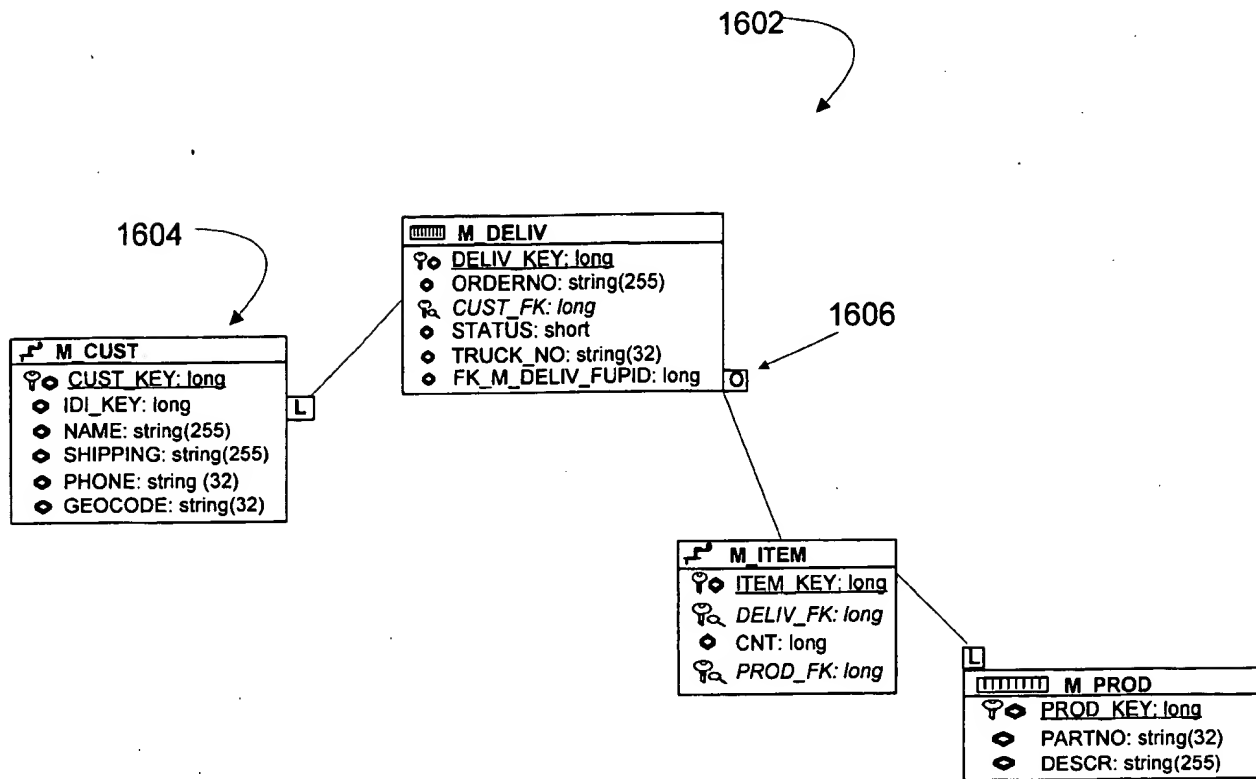 1602
1604
M_DELIV
DELIV_KEY: long
ORDERNO: string(255)
CUST_FK: long
STATUS: short
TRUCK_NO: string(32)
FK_M_DELIV_FUPID: long
O
1606
M_CUST
CUST_KEY: long
IDI_KEY: long
NAME: string(255)
SHIPPING: string(255)
PHONE: string (32)
GEOCODE: string(32)
L
M_ITEM
ITEM_KEY: long
DELIV_FK: long
CNT: long
PROD_FK: long
L
M_PROD
PROD_KEY: long
PARTNO: string(32)
DESCR: string(255)